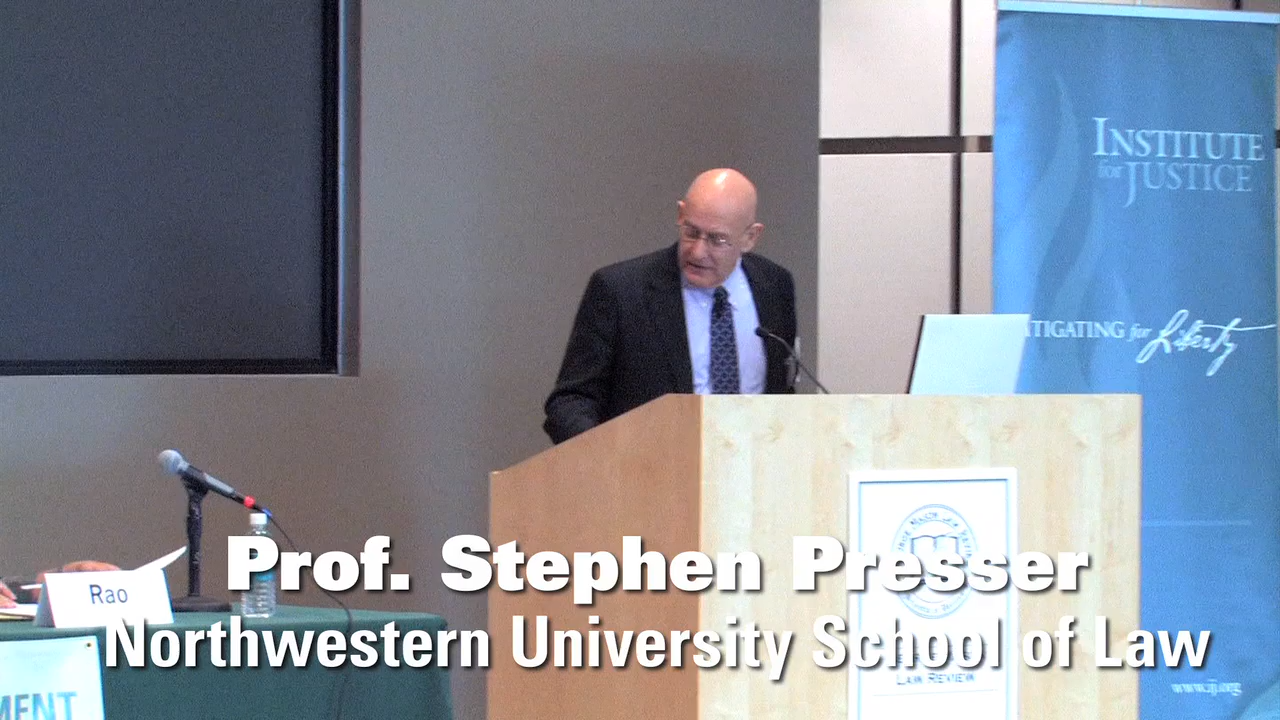 INSTITUTE
for JUSTICE
TIGATING for Liberty
Rao
Prof. Stephen Presser
Northwestern University School of Law
LAW REVIEW
MENT
www.ij.org